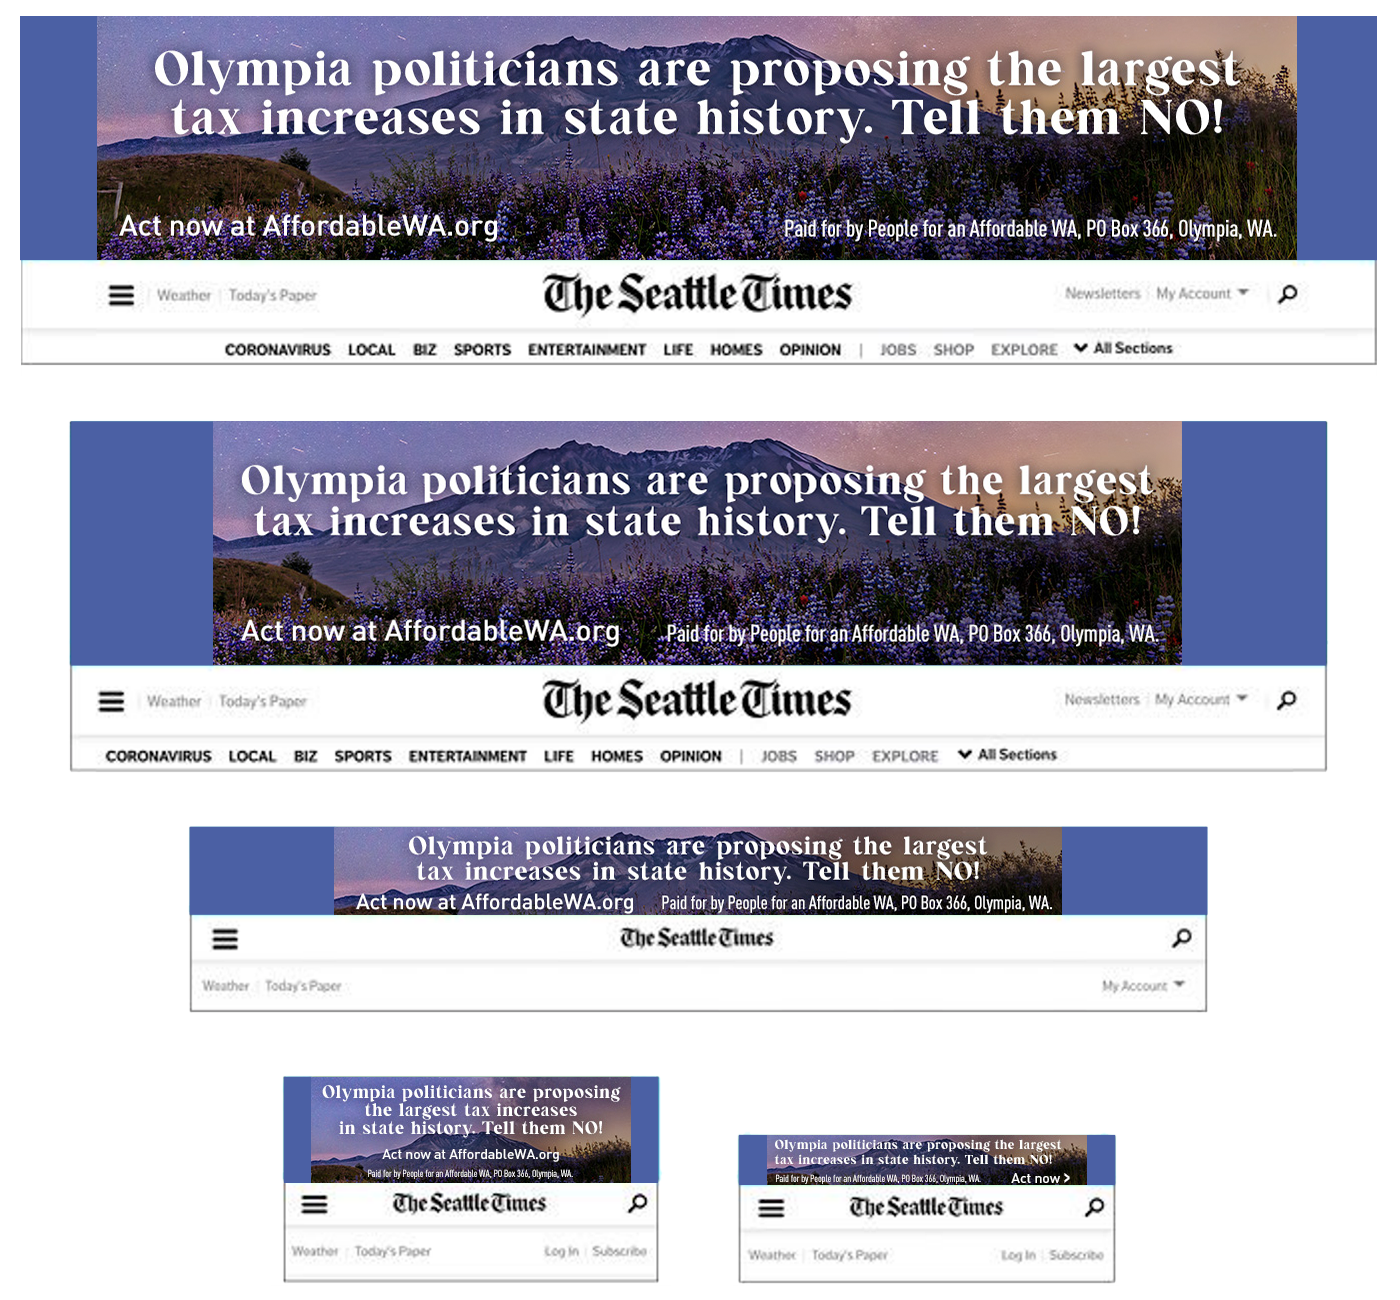 Olympia politicians are proposing the largest
tax increases in state history. Tell them NO!
Act now at AffordableWA.org Paid for by People for an Affordable WA, PO Box 366, Olympia, WA.
Weather Today's Paper The Seattle Times Newsletters My Account
CORONAVIRUS LOCAL BIZ SPORTS ENTERTAINMENT LIFE HOMES OPINION | JOBS SHOP EXPLORE All Sections
Olympia politicians are proposing the largest
tax increases in state history. Tell them NO!
Act now at AffordableWA.org Paid for by People for an Affordable WA, PO Box 366, Olympia, WA.
Weather Today's Paper The Seattle Times Newsletters My Account
CORONAVIRUS LOCAL BIZ SPORTS ENTERTAINMENT LIFE HOMES OPINION | JOBS SHOP EXPLORE All Sections
Olympia politicians are proposing the largest
tax increases in state history. Tell them NO!
Act now at AffordableWA.org Paid for by People for an Affordable WA, PO Box 366, Olympia, WA.
The Seattle Times
Weather Today's Paper My Account
Olympia politicians are proposing
the largest tax increases
in state history. Tell them NO!
Act now at AffordableWA.org
Paid for by People for an Affordable WA, PO Box 366, Olympia, WA.
The Seattle Times
Weather Today's Paper Log In Subscribe
Olympia politicians are proposing the largest
tax increases in state history. Tell them NO!
Paid for by People for an Affordable WA, PO Box 366, Olympia, WA. Act now >
The Seattle Times
Weather Today's Paper Log In Subscribe